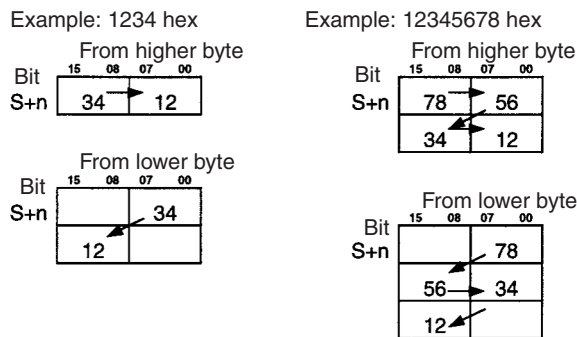 Example: 1234 hex
From higher byte
Bit 15 08 07 00
S+n 34 12
From lower byte
Bit 15 08 07 00
S+n 34
12
Example: 12345678 hex
From higher byte
Bit 15 08 07 00
S+n 78 56
34 12
From lower byte
Bit 15 08 07 00
S+n 78
56 34
12